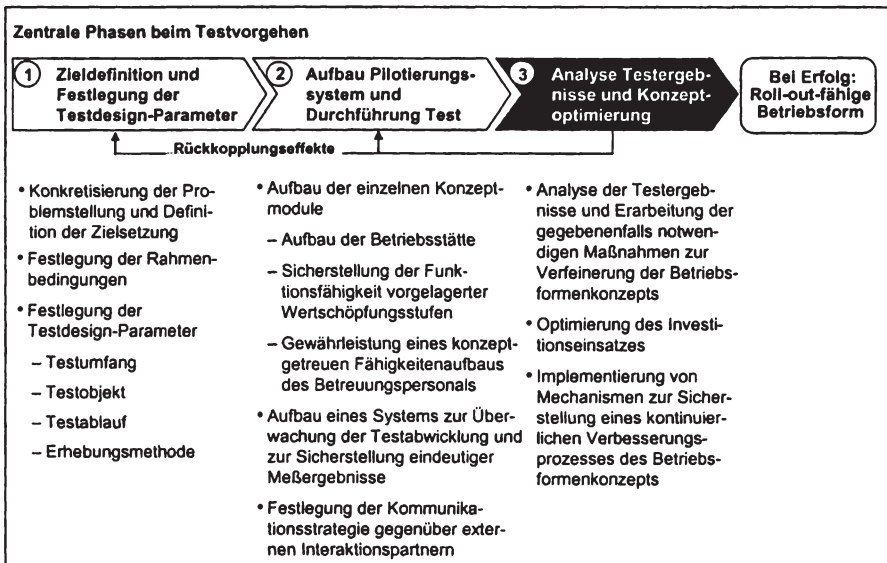 Zentrale Phasen beim Testvorgehen
1 Zieldefinition und
Festlegung der
Testdesign-Parameter
2 Aufbau Pilotierungs-
system und
Durchführung Test
3 Analyse Testergeb-
nisse und Konzept-
optimierung
Bei Erfolg:
Roll-out-fähige
Betriebsform
Rückkopplungseffekte
• Konkretisierung der Pro-
blemstellung und Defini-
tion der Zielsetzung
• Festlegung der Rahmen-
bedingungen
• Festlegung der
Testdesign-Parameter
– Testumfang
– Testobjekt
– Testablauf
– Erhebungsmethode
• Aufbau der einzelnen Konzept-
module
– Aufbau der Betriebsstätte
– Sicherstellung der Funk-
tionsfähigkeit vorgelagerter
Wertschöpfungsstufen
– Gewährleistung eines konzept-
getreuen Fähigkeitenaufbaus
des Betreuungspersonals
• Aufbau eines Systems zur Über-
wachung der Testabwicklung und
zur Sicherstellung eindeutiger
Meßergebnisse
• Festlegung der Kommunika-
tionsstrategie gegenüber exter-
nen Interaktionspartnern
• Analyse der Testergeb-
nisse und Erarbeitung der
gegebenenfalls notwen-
digen Maßnahmen zur
Verfeinerung der Betriebs-
formenkonzepts
• Optimierung des Investi-
tionseinsatzes
• Implementierung von
Mechanismen zur Sicher-
stellung eines kontinuier-
lichen Verbesserungs-
prozesses des Betriebs-
formenkonzepts